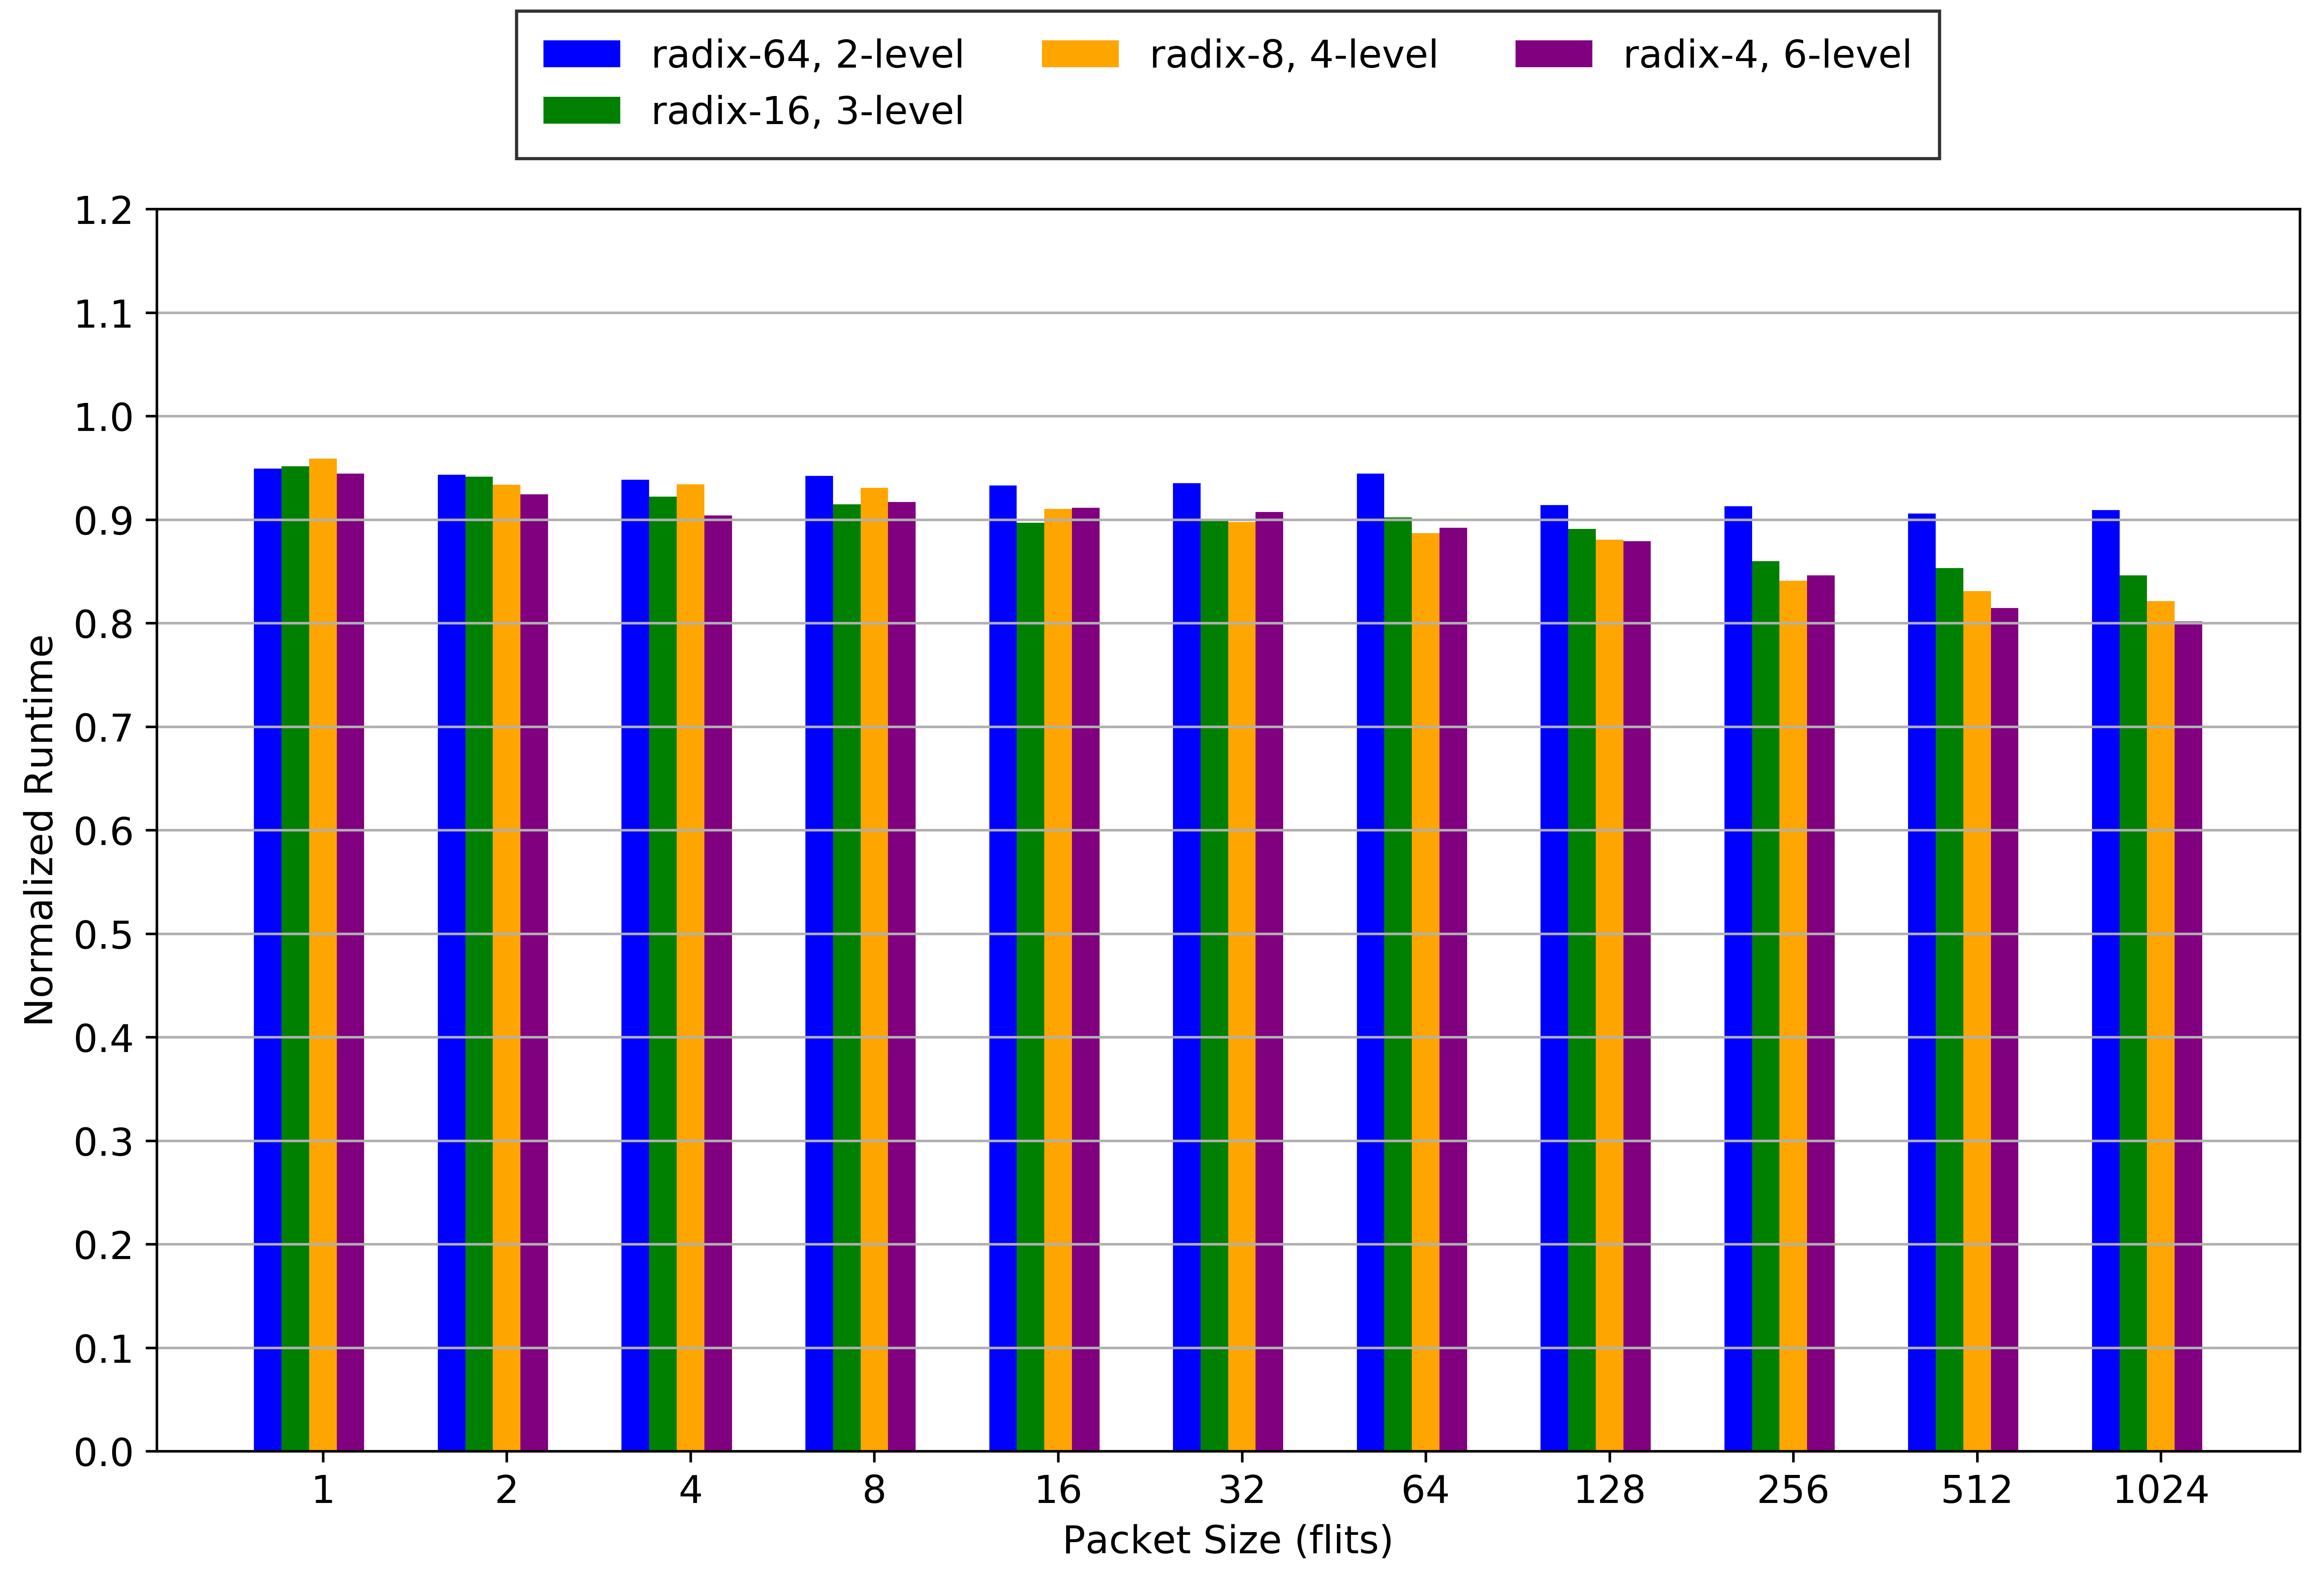 radix-64, 2-level
radix-16, 3-level
radix-8, 4-level
radix-4, 6-level
1.2
1.1
1.0
0.9
0.8
0.7
0.6
0.5
0.4
0.3
0.2
0.1
0.0
Normalized Runtime
1 2 4 8 16 32 64 128 256 512 1024
Packet Size (flits)